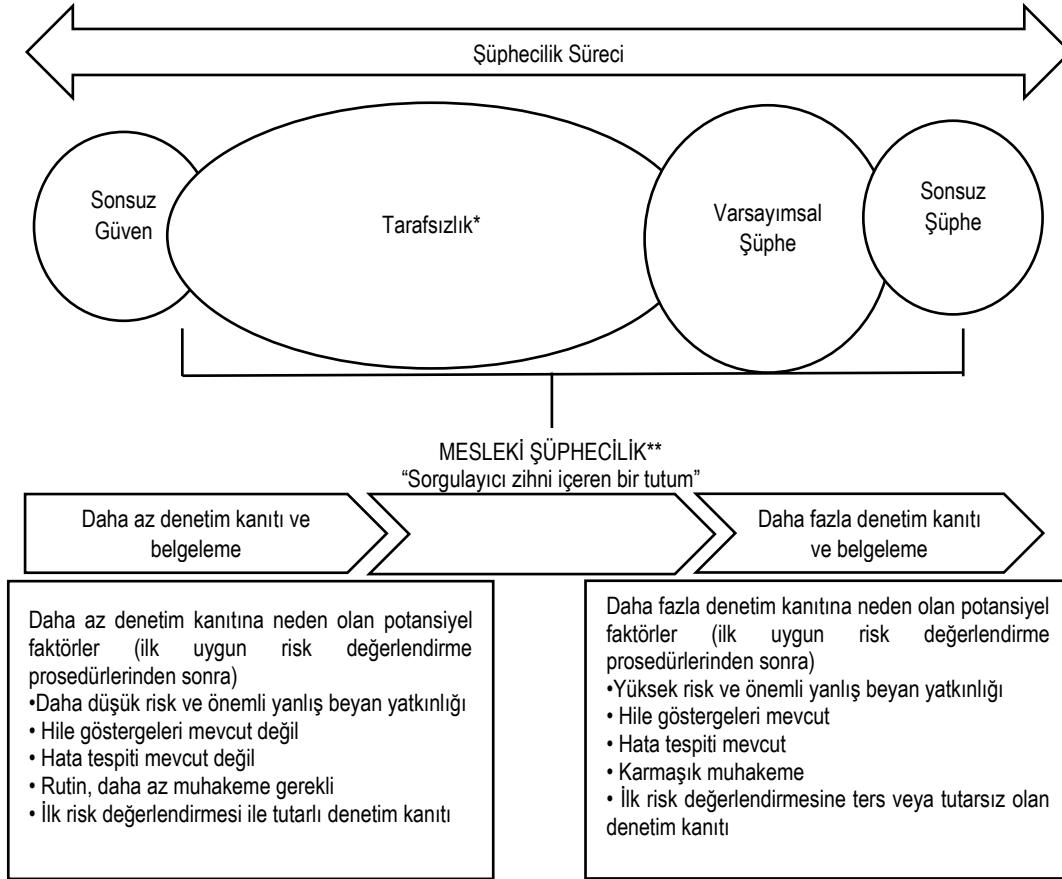 Şüphecilik Süreci
Sonsuz
Güven
Tarafsızlık*
Varsayımsal
Şüphe
Sonsuz
Şüphe
MESLEKİ ŞÜPHECİLİK**
“Sorgulayıcı zihni içeren bir tutum”
Daha az denetim kanıtı ve
belgeleme
Daha fazla denetim kanıtı
ve belgeleme
Daha az denetim kanıtına neden olan potansiyel
faktörler (ilk uygun risk değerlendirme
prosedürlerinden sonra)
•Daha düşük risk ve önemli yanlış beyan yatkınlığı
• Hile göstergeleri mevcut değil
• Hata tespiti mevcut değil
• Rutin, daha az muhakeme gerekli
• İlk risk değerlendirmesi ile tutarlı denetim kanıtı
Daha fazla denetim kanıtına neden olan potansiyel
faktörler (ilk uygun risk değerlendirme
prosedürlerinden sonra)
•Yüksek risk ve önemli yanlış beyan yatkınlığı
• Hile göstergeleri mevcut
• Hata tespiti mevcut
• Karmaşık muhakeme
• İlk risk değerlendirmesine ters veya tutarsız olan
denetim kanıtı